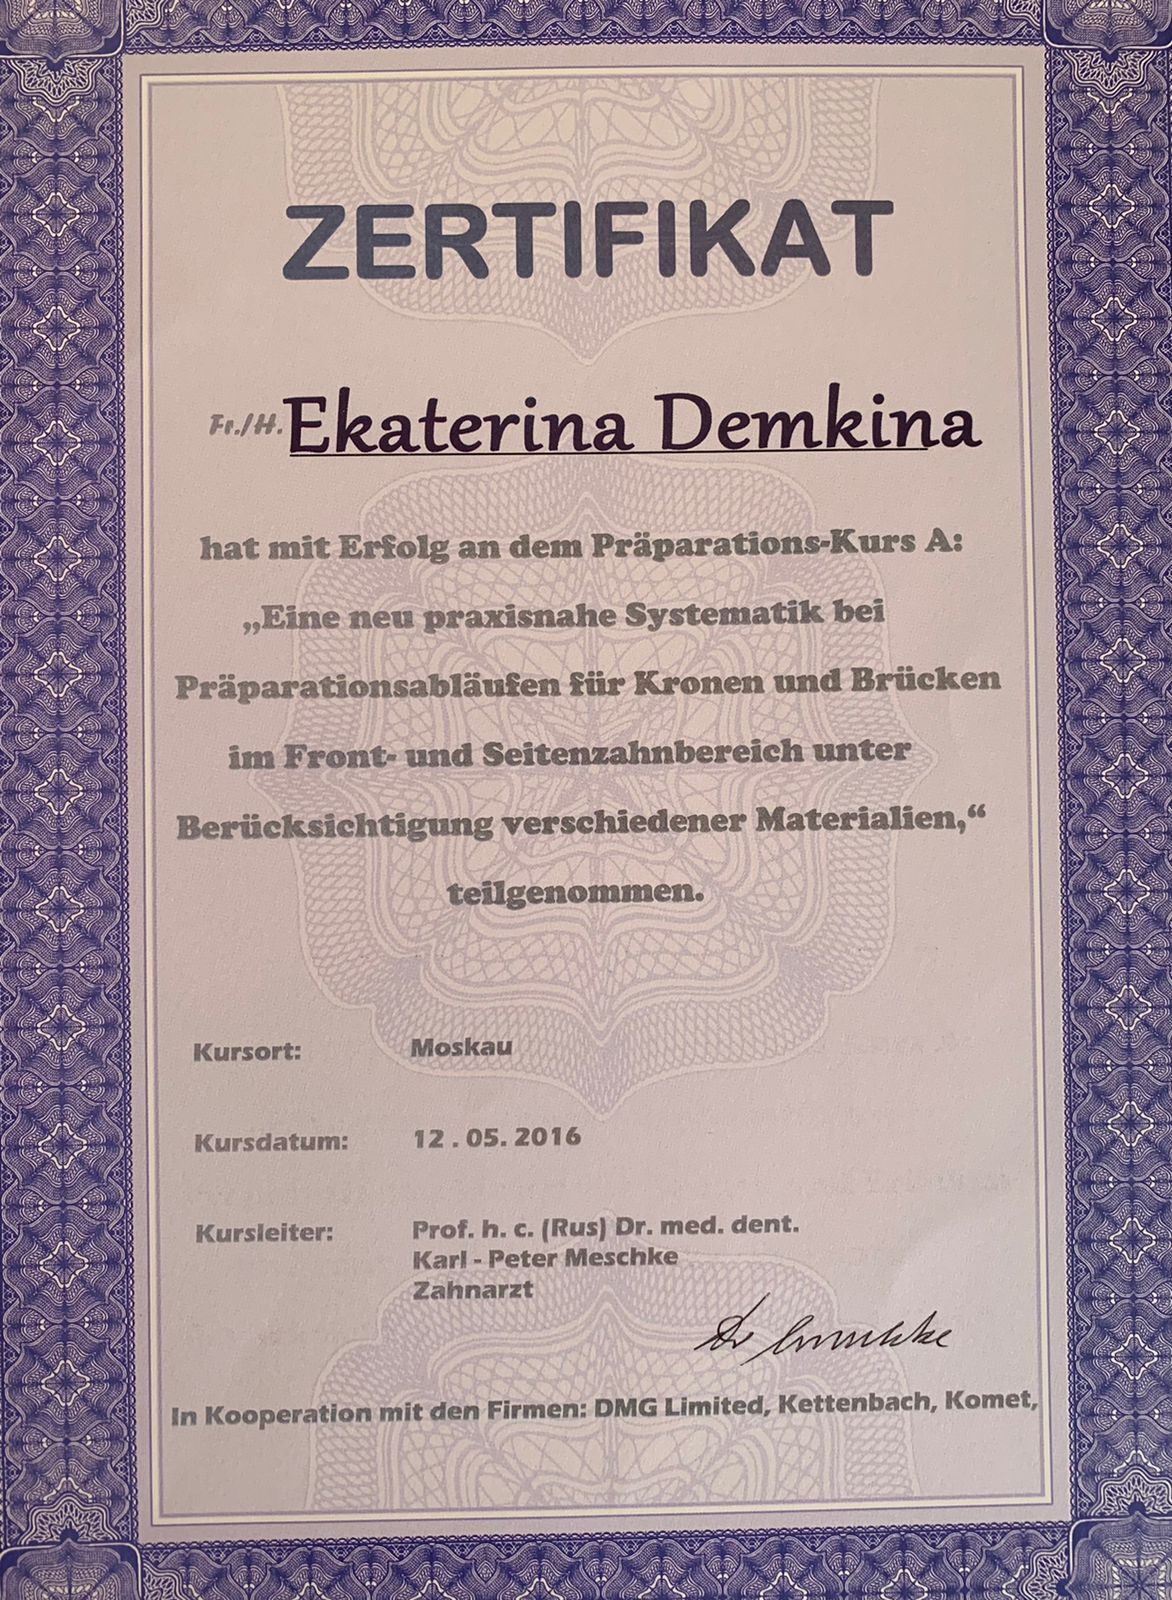 ZERTIFIKAT
Fr./H. Ekaterina Demkina
hat mit Erfolg an dem Präparations-Kurs A:
„Eine neu praxisnahe Systematik bei
Präparationsabläufen für Kronen und Brücken
im Front- und Seitenzahnbereich unter
Berücksichtigung verschiedener Materialien,“
teilgenommen.
Kursort: Moskau
Kursdatum: 12 . 05. 2016
Kursleiter: Prof. h. c. (Rus) Dr. med. dent.
Karl - Peter Meschke
Zahnarzt
In Kooperation mit den Firmen: DMG Limited, Kettenbach, Komet,